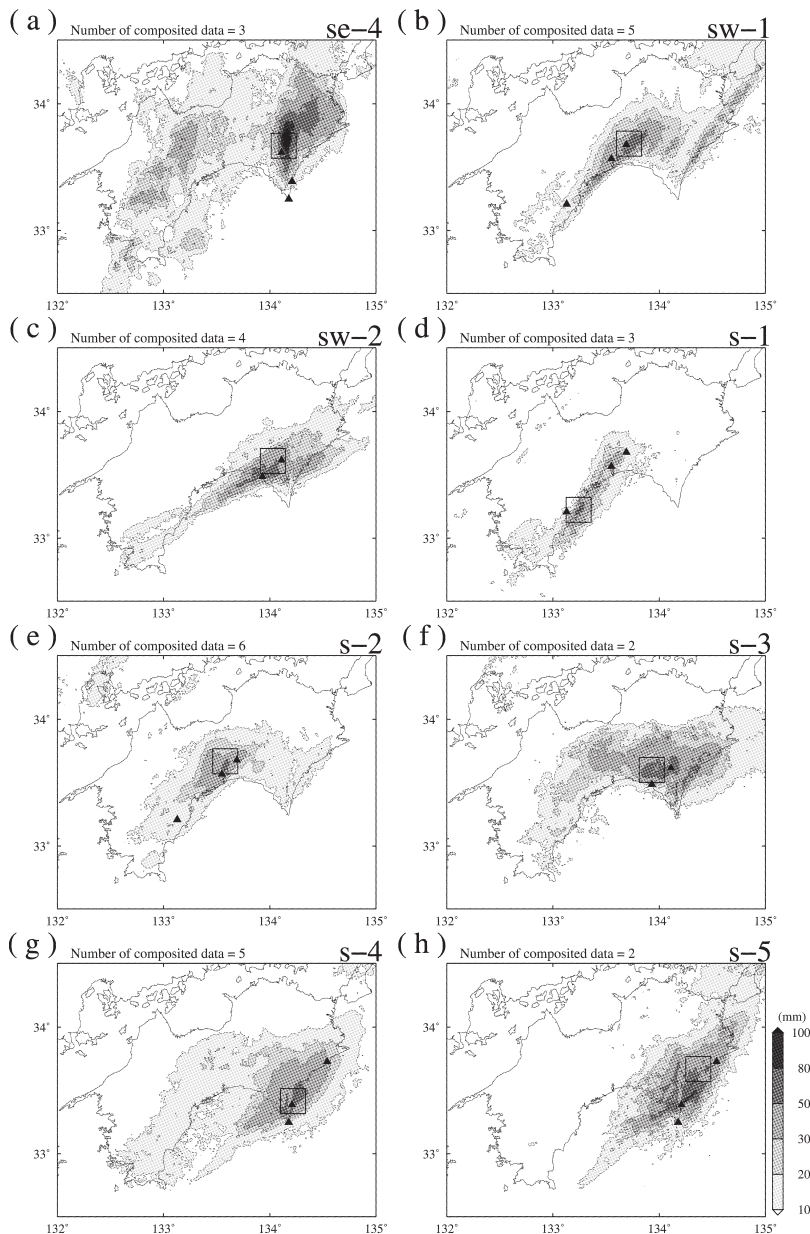 (a) Number of composited data = 3 se−4
34˚
33˚
132˚ 133˚ 134˚ 135˚
(b) Number of composited data = 5 sw−1
34˚
33˚
132˚ 133˚ 134˚ 135˚
(c) Number of composited data = 4 sw−2
34˚
33˚
132˚ 133˚ 134˚ 135˚
(d) Number of composited data = 3 s−1
34˚
33˚
132˚ 133˚ 134˚ 135˚
(e) Number of composited data = 6 s−2
34˚
33˚
132˚ 133˚ 134˚ 135˚
(f) Number of composited data = 2 s−3
34˚
33˚
132˚ 133˚ 134˚ 135˚
(g) Number of composited data = 5 s−4
34˚
33˚
132˚ 133˚ 134˚ 135˚
(h) Number of composited data = 2 s−5
34˚
33˚
132˚ 133˚ 134˚ 135˚
(mm)
100
80
50
30
20
10